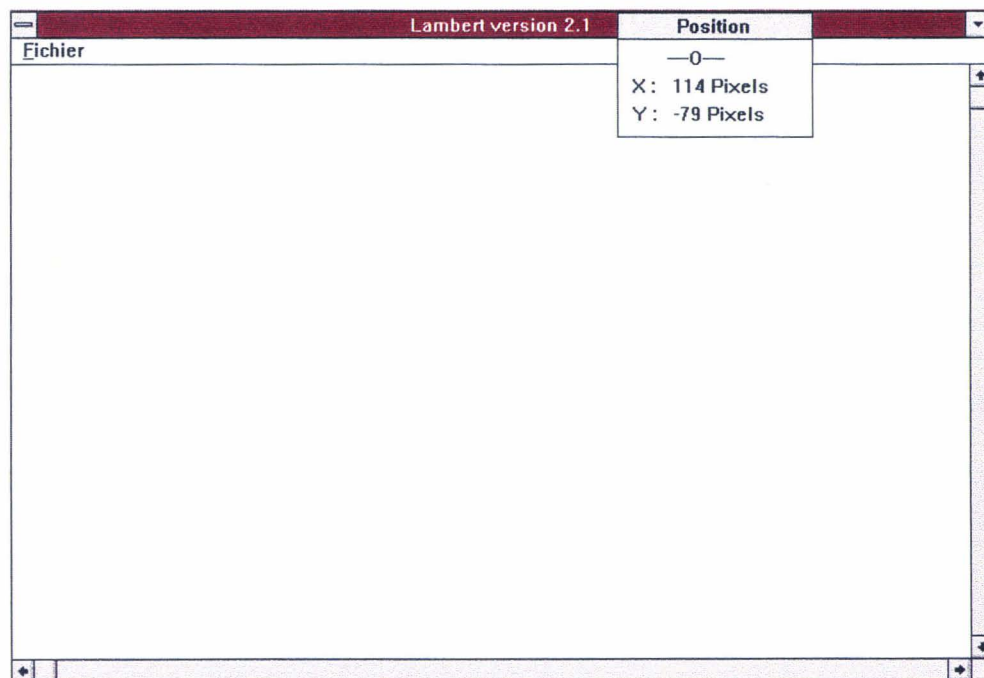 Lambert version 2.1
Position
Fichier
—0—
X : 114 Pixels
Y : -79 Pixels